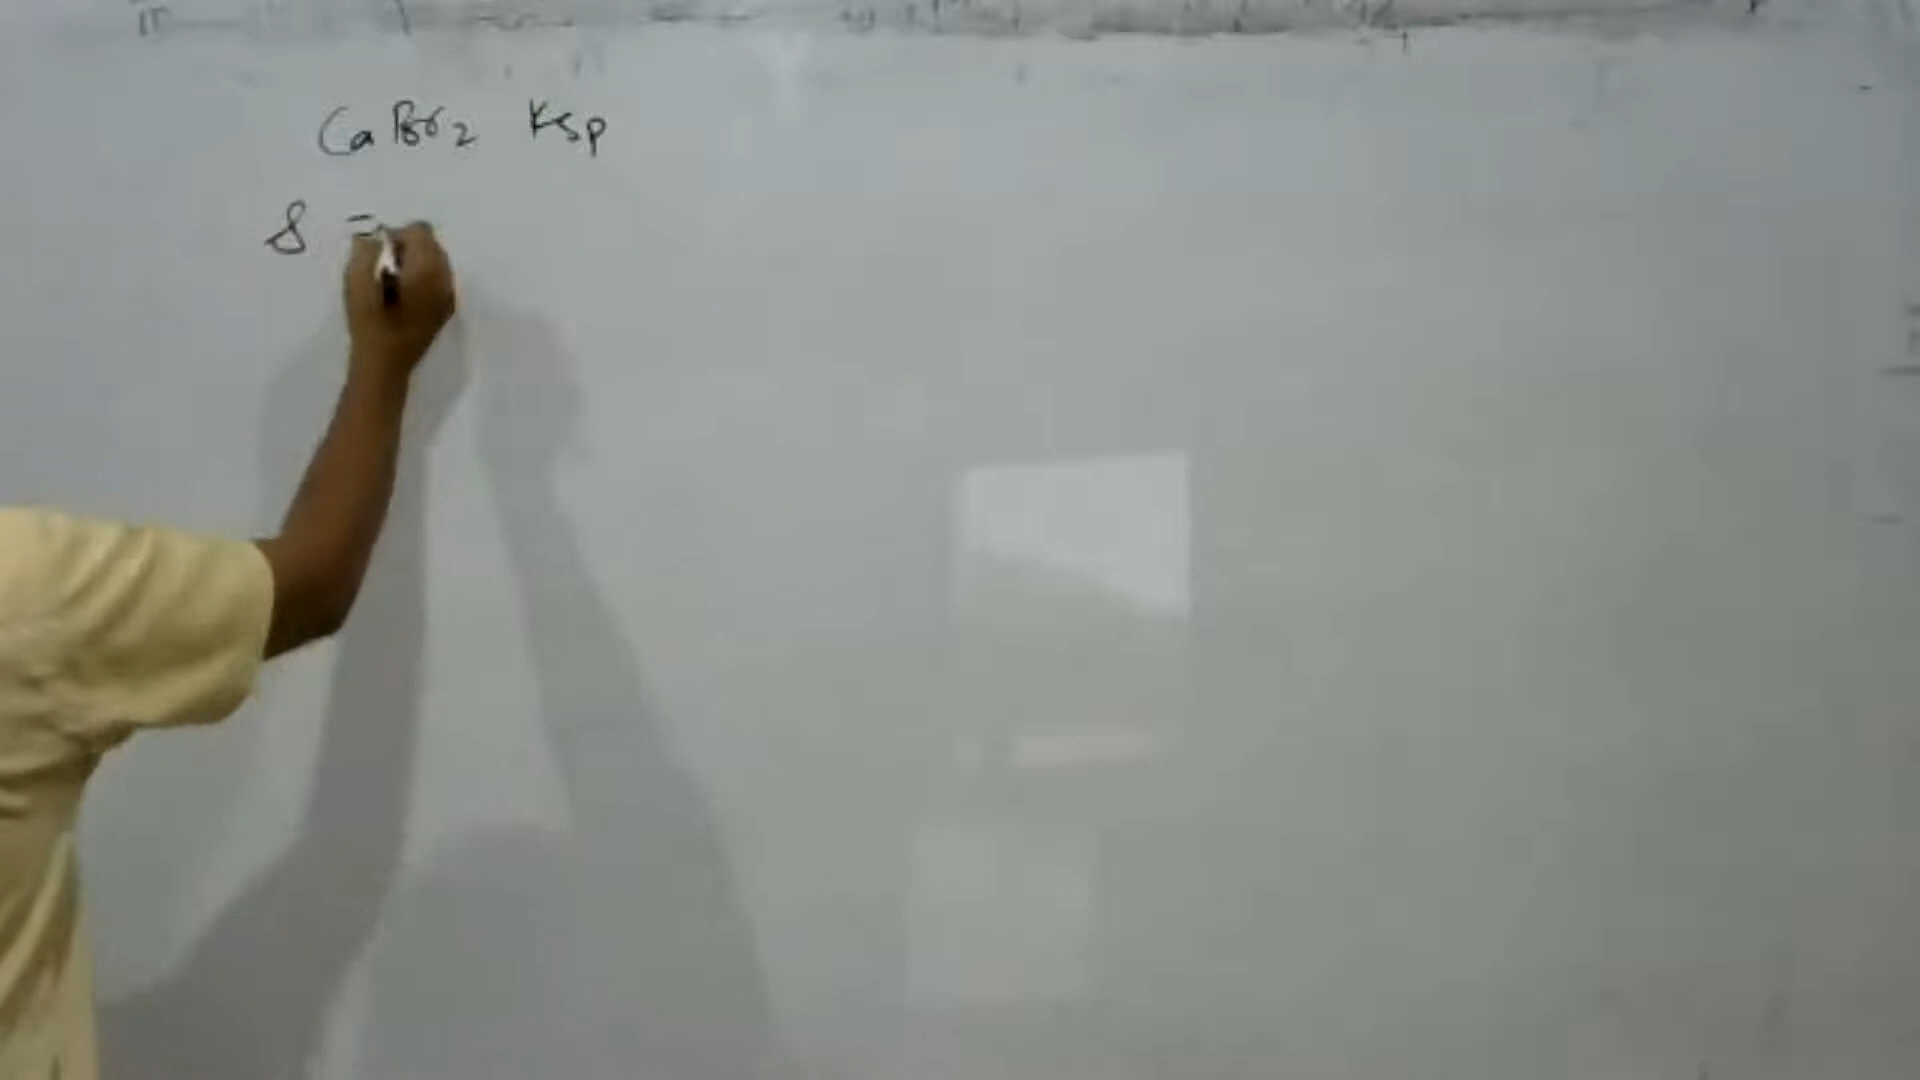 CaBr₂ Ksp
S =